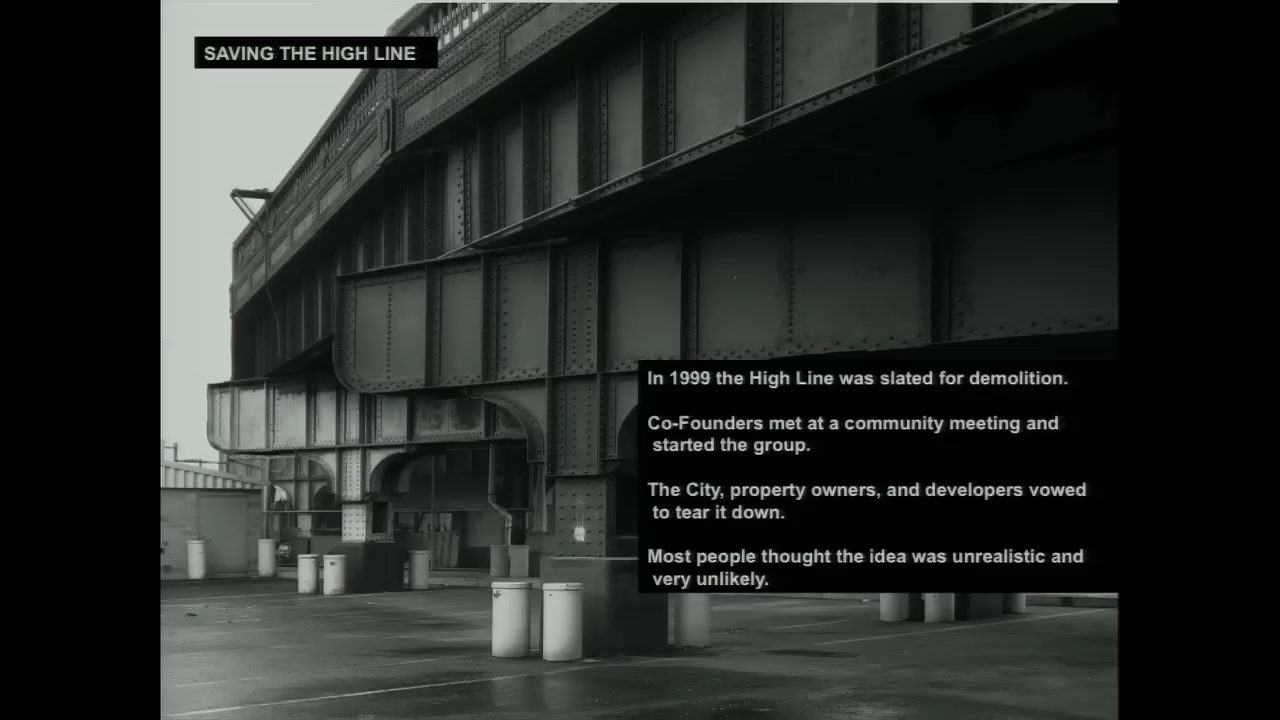 SAVING THE HIGH LINE
In 1999 the High Line was slated for demolition.
Co-Founders met at a community meeting and
started the group.
The City, property owners, and developers vowed
to tear it down.
Most people thought the idea was unrealistic and
very unlikely.